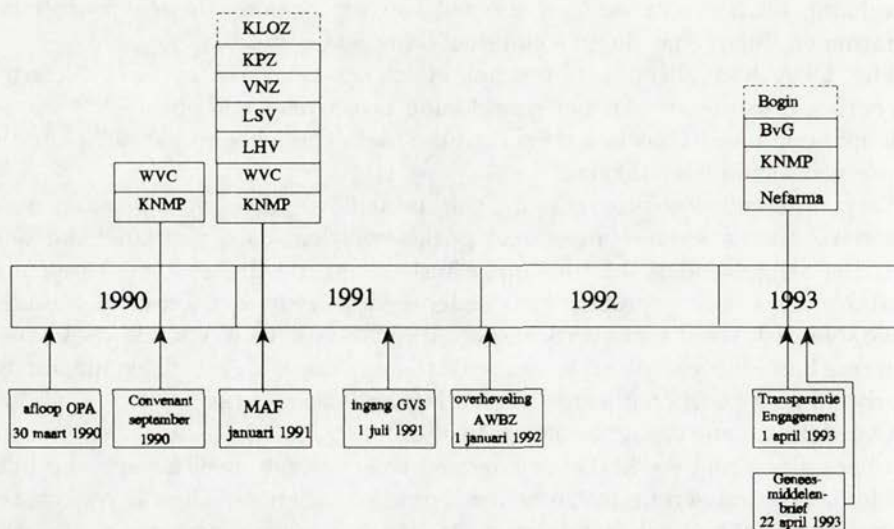 KLOZ
KPZ
VNZ
LSV
LHV
WVC
KNMP
WVC
KNMP
Bogin
BvG
KNMP
Nefarma
1990
1991
1992
1993
afloop OPA
30 maart 1990
Convenant
september
1990
MAF
januari 1991
ingang GVS
1 juli 1991
overheveling
AWBZ
1 januari 1992
Transparantie
Engagement
1 april 1993
Genees-
middelen-
brief
22 april 1993